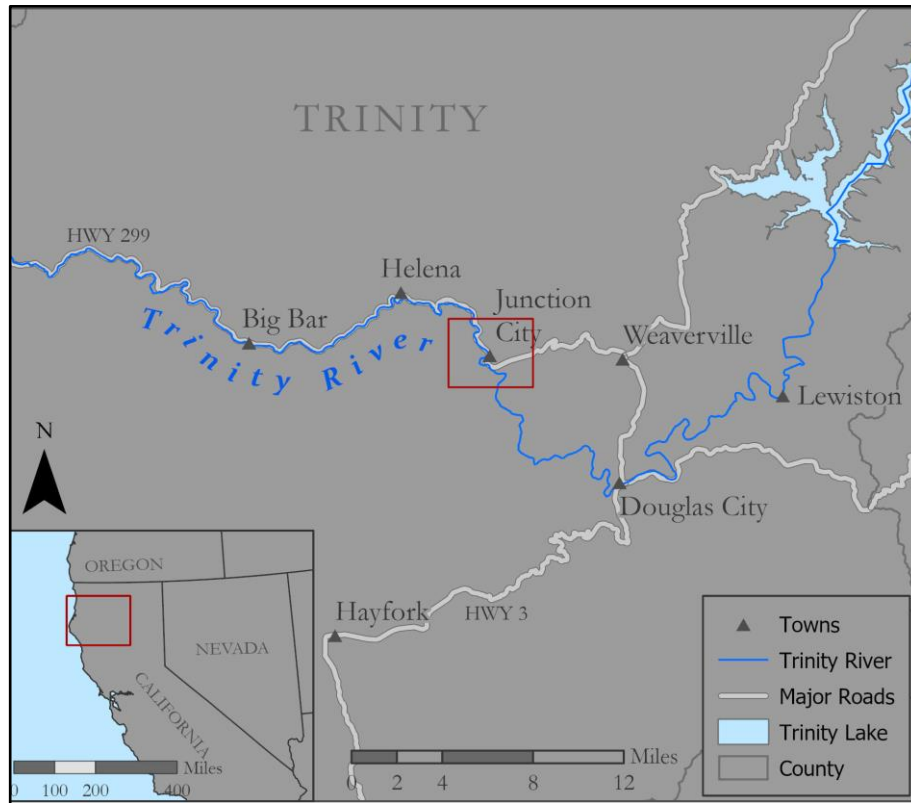 TRINITY
HWY 299
Helena
Junction
City
Big Bar
Trinity River
Weaverville
Lewiston
N
Douglas City
OREGON
Hayfork
HWY 3
NEVADA
CALIFORNIA
Miles
0 100 200 400
Miles
0 2 4 8 12
Towns
Trinity River
Major Roads
Trinity Lake
County